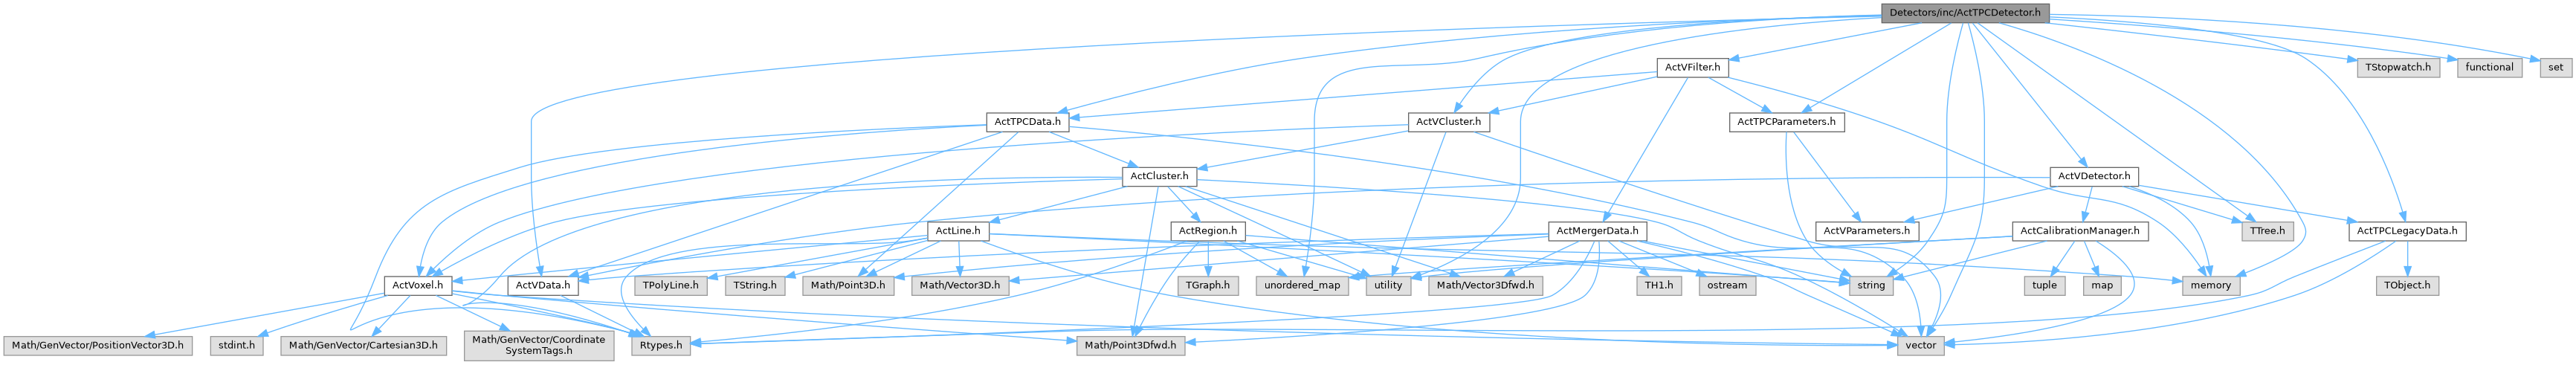 Detectors/inc/ActTPCDetector.h
ActVFilter.h
TStopwatch.h
functional
set
ActTPCData.h
ActVCluster.h
ActTPCParameters.h
ActCluster.h
ActVDetector.h
ActLine.h
ActRegion.h
ActMergerData.h
ActVParameters.h
ActCalibrationManager.h
TTree.h
ActTPCLegacyData.h
ActVoxel.h
ActVData.h
TPolyLine.h
TString.h
Math/Point3D.h
Math/Vector3D.h
TGraph.h
unordered_map
utility
Math/Vector3Dfwd.h
TH1.h
ostream
string
tuple
map
memory
TObject.h
Math/GenVector/PositionVector3D.h
stdint.h
Math/GenVector/Cartesian3D.h
Math/GenVector/Coordinate
SystemTags.h
Rtypes.h
Math/Point3Dfwd.h
vector